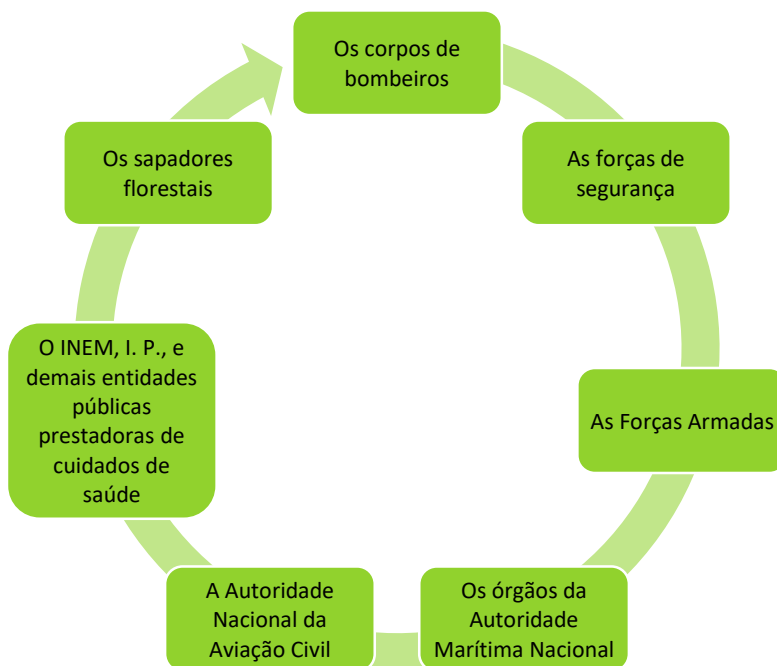 Os corpos de
bombeiros
As forças de
segurança
As Forças Armadas
Os órgãos da
Autoridade
Marítima Nacional
A Autoridade
Nacional da
Aviação Civil
O INEM, I. P., e
demais entidades
públicas
prestadoras de
cuidados de
saúde
Os sapadores
florestais